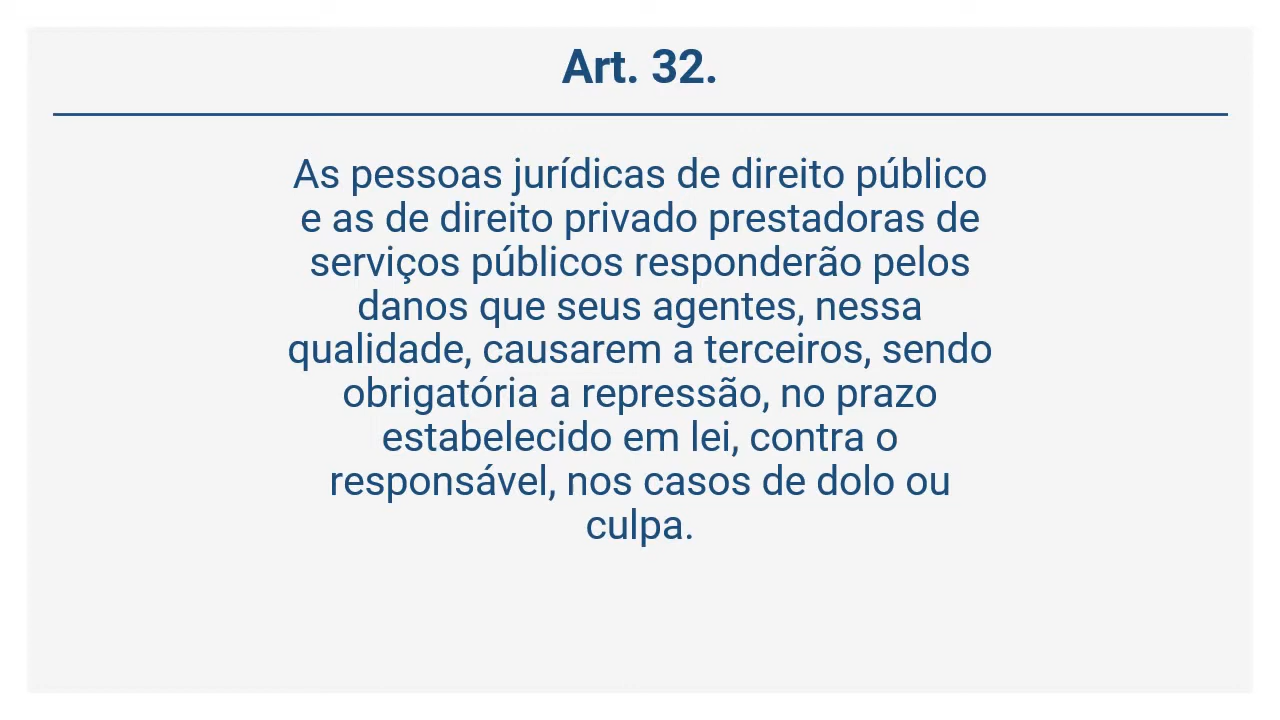 Art. 32.
As pessoas jurídicas de direito público
e as de direito privado prestadoras de
serviços públicos responderão pelos
danos que seus agentes, nessa
qualidade, causarem a terceiros, sendo
obrigatória a repressão, no prazo
estabelecido em lei, contra o
responsável, nos casos de dolo ou
culpa.